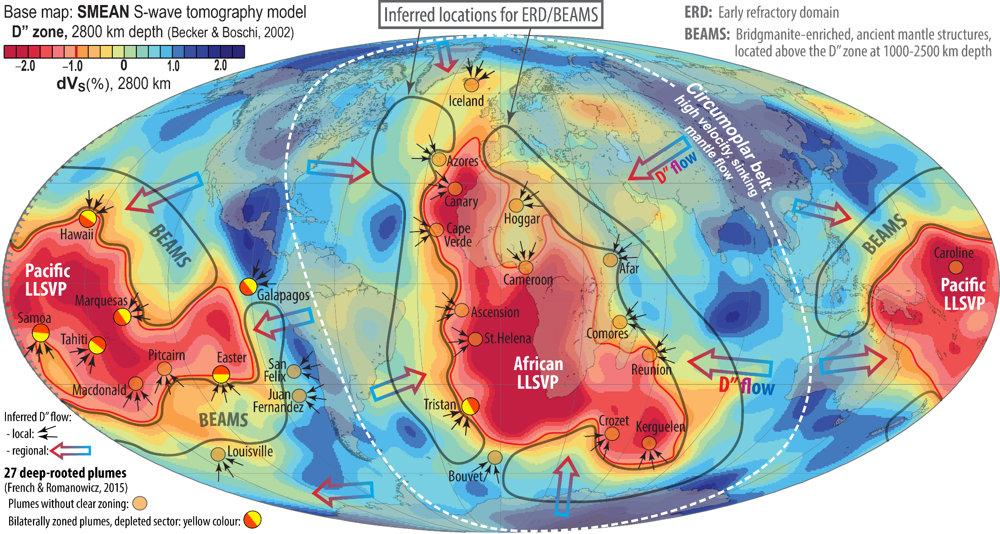 Base map: SMEAN S-wave tomography model
D” zone, 2800 km depth (Becker & Boschi, 2002)
−2.0 −1.0 0 1.0 2.0
dVS(%), 2800 km
Inferred locations for ERD/BEAMS
ERD: Early refractory domain
BEAMS: Bridgmanite-enriched, ancient mantle structures,
located above the D” zone at 1000-2500 km depth
Circumoplar belt:
high velocity, sinking
mantle flow
D” flow
Iceland
Azores
Canary
Cape
Verde
Hoggar
Cameroon
Afar
Ascension
St.Helena
Comores
Reunion
African
LLSVP
Tristan
Crozet
Kerguelen
Bouvet
D” flow
BEAMS
Hawaii
Pacific
LLSVP
Galapagos
Marquesas
Samoa
Tahiti
Pitcairn
Easter
Macdonald
San
Felix
Juan
Fernandez
BEAMS
Louisville
BEAMS
Caroline
Pacific
LLSVP
Inferred D” flow:
- local:
- regional:
27 deep-rooted plumes
(French & Romanowicz, 2015)
Plumes without clear zoning:
Bilaterally zoned plumes, depleted sector: yellow colour: